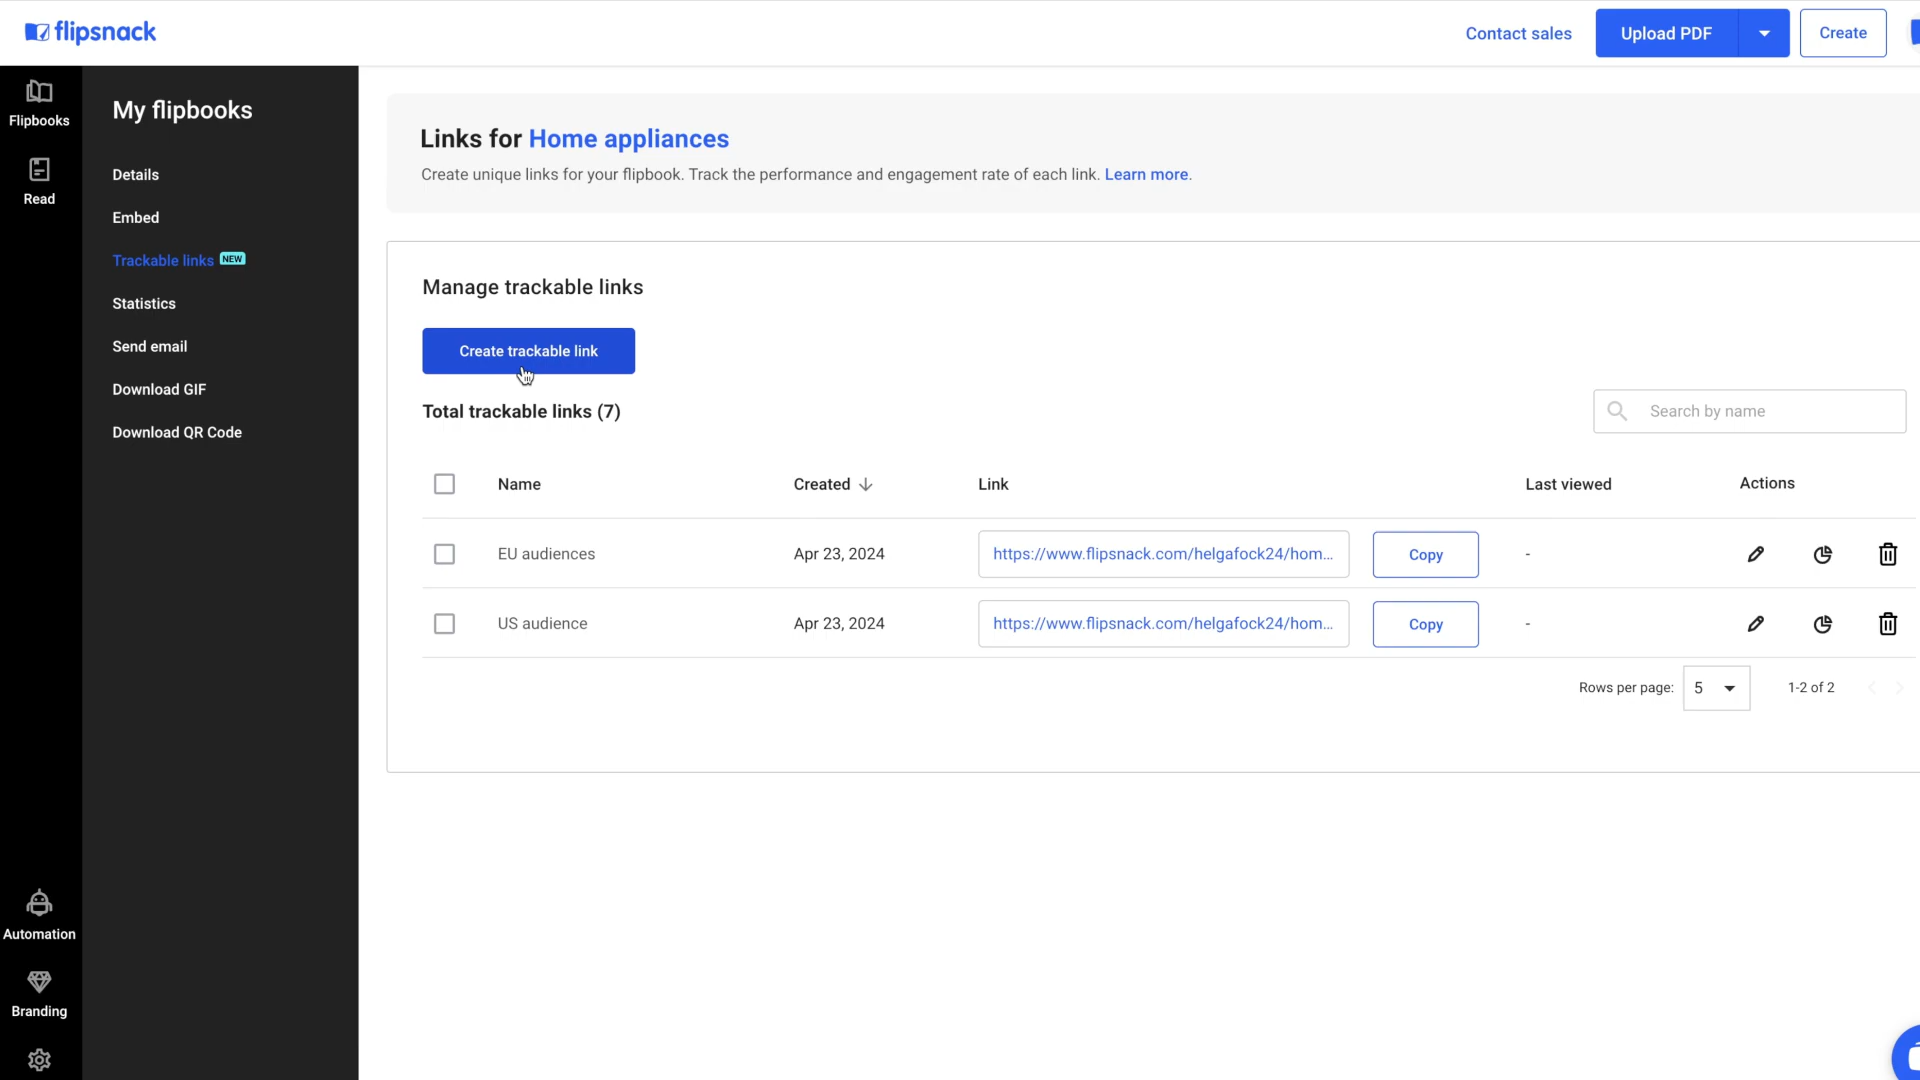 flipsnack
Contact sales
Upload PDF
Create
Flipbooks
Read
Automation
Branding
My flipbooks
Details
Embed
Trackable links NEW
Statistics
Send email
Download GIF
Download QR Code
Links for Home appliances
Create unique links for your flipbook. Track the performance and engagement rate of each link. Learn more.
Manage trackable links
Create trackable link
Total trackable links (7)
Search by name
Name Created Link Last viewed Actions
EU audiences Apr 23, 2024 https://www.flipsnack.com/helgafock24/hom... Copy -
US audience Apr 23, 2024 https://www.flipsnack.com/helgafock24/hom... Copy -
Rows per page: 5 1-2 of 2